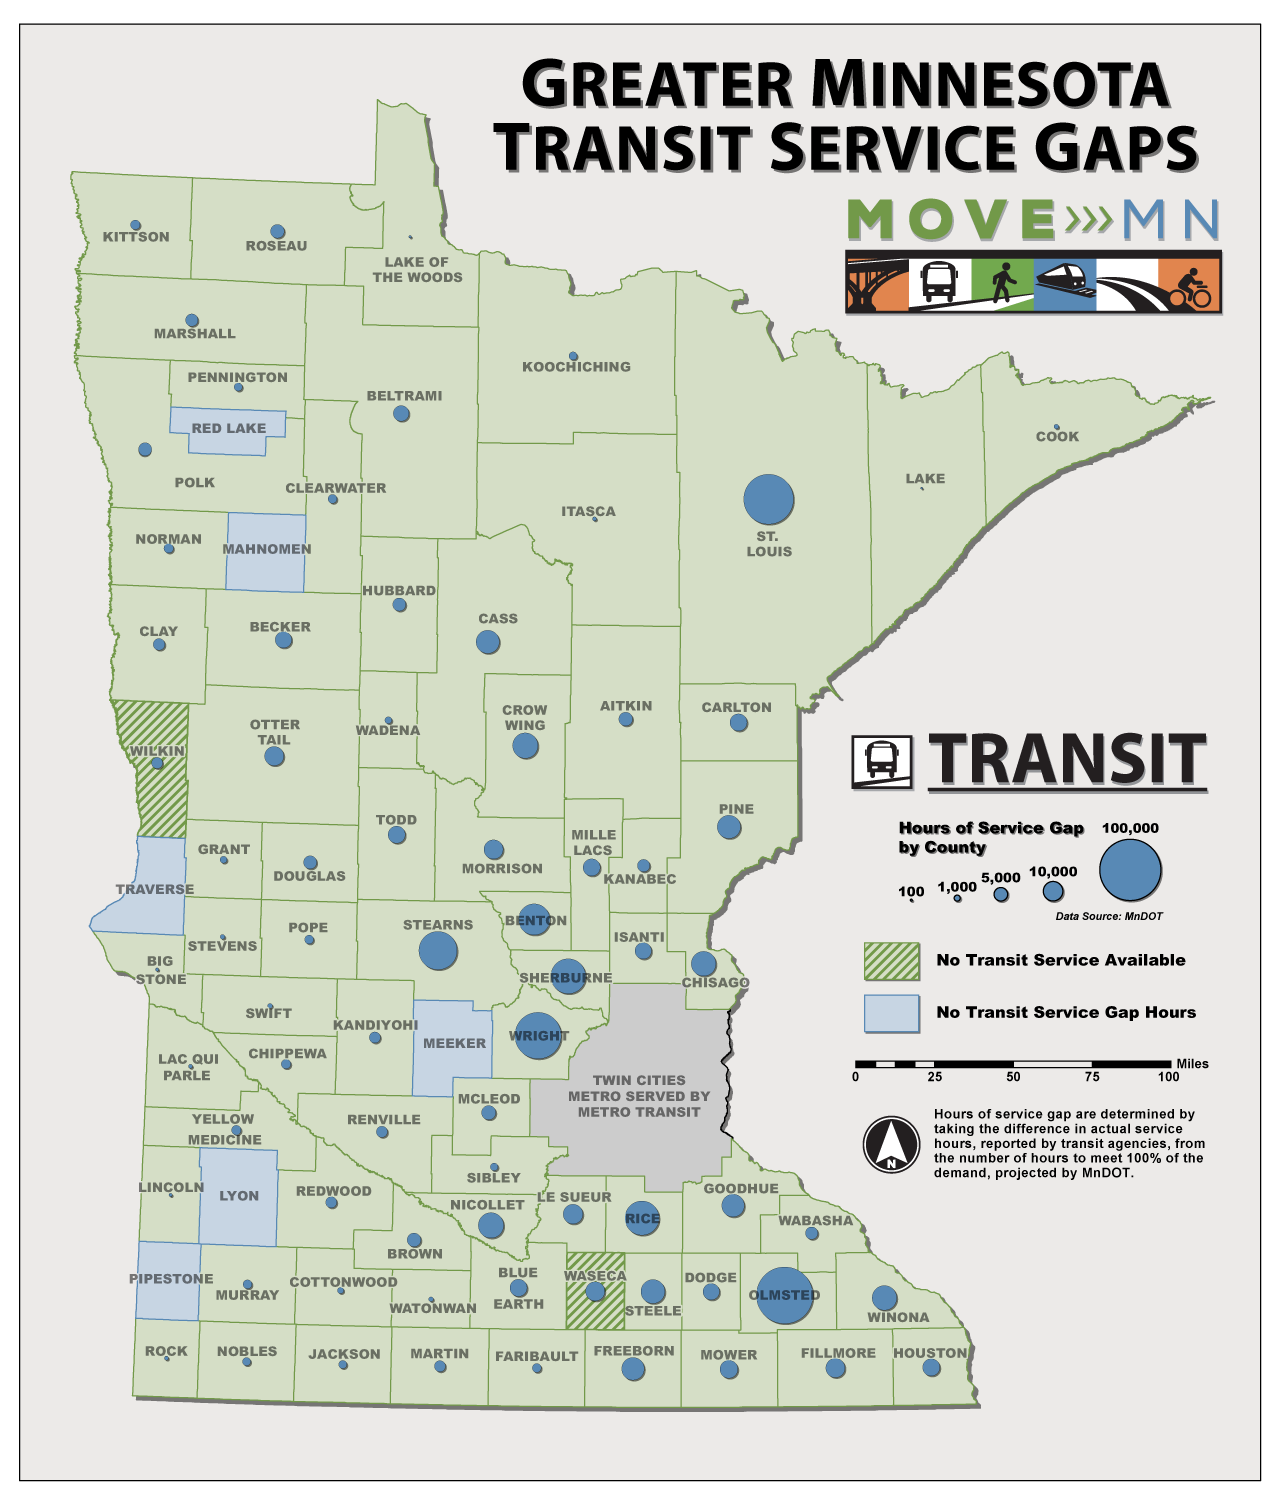 GREATER MINNESOTA
TRANSIT SERVICE GAPS
MOVE>>>MN
KITTSON
ROSEAU
LAKE OF
THE WOODS
MARSHALL
KOOCHICHING
PENNINGTON
BELTRAMI
RED LAKE
COOK
POLK
CLEARWATER
LAKE
ITASCA
ST.
LOUIS
NORMAN
MAHNOMEN
HUBBARD
CASS
CLAY
BECKER
CROW
WING
AITKIN
CARLTON
OTTER
TAIL
WADENA
WILKIN
TODD
MILLE
LACS
PINE
GRANT
DOUGLAS
MORRISON
KANABEC
TRAVERSE
STEVENS
POPE
STEARNS
BENTON
ISANTI
BIG
STONE
SHERBURNE
CHISAGO
SWIFT
KANDIYOHI
MEEKER
WRIGHT
LAC QUI
PARLE
CHIPPEWA
TWIN CITIES
METRO SERVED BY
METRO TRANSIT
MCLEOD
YELLOW
MEDICINE
RENVILLE
SIBLEY
LINCOLN
LYON
REDWOOD
NICOLLET
LE SUEUR
RICE
GOODHUE
WABASHA
BROWN
PIPESTONE
MURRAY
COTTONWOOD
WATONWAN
BLUE
EARTH
WASECA
STEELE
DODGE
OLMSTED
WINONA
ROCK
NOBLES
JACKSON
MARTIN
FARIBAULT
FREEBORN
MOWER
FILLMORE
HOUSTON
TRANSIT
Hours of Service Gap
by County
100
1,000
5,000
10,000
100,000
Data Source: MnDOT
No Transit Service Available
No Transit Service Gap Hours
Miles
0 25 50 75 100
N
Hours of service gap are determined by
taking the difference in actual service
hours, reported by transit agencies, from
the number of hours to meet 100% of the
demand, projected by MnDOT.